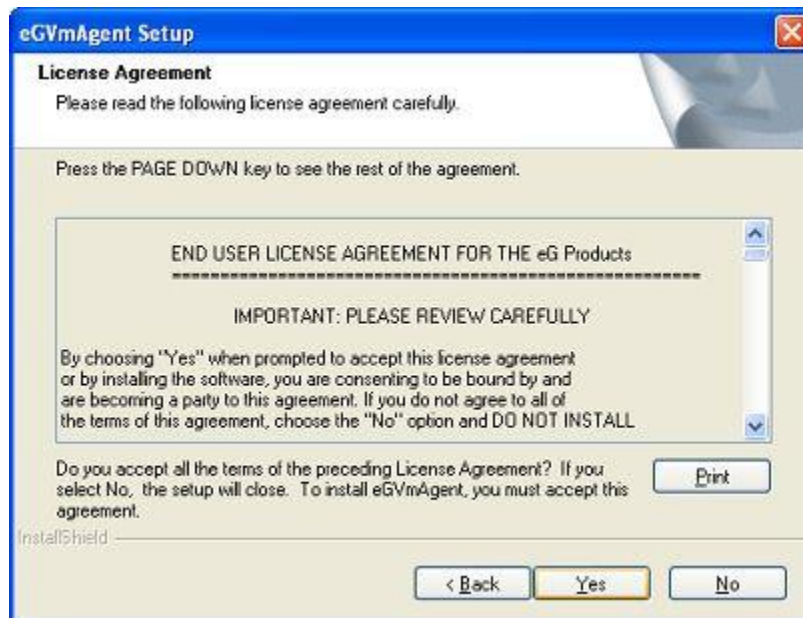 eGVmAgent Setup
License Agreement
Please read the following license agreement carefully.
Press the PAGE DOWN key to see the rest of the agreement.
END USER LICENSE AGREEMENT FOR THE eG Products
=======================================================
IMPORTANT: PLEASE REVIEW CAREFULLY
By choosing "Yes" when prompted to accept this license agreement
or by installing the software, you are consenting to be bound by and
are becoming a party to this agreement. If you do not agree to all of
the terms of this agreement, choose the "No" option and DO NOT INSTALL
Do you accept all the terms of the preceding License Agreement? If you
select No, the setup will close. To install eGVmAgent, you must accept this
agreement.
Print
InstallShield
< Back
Yes
No